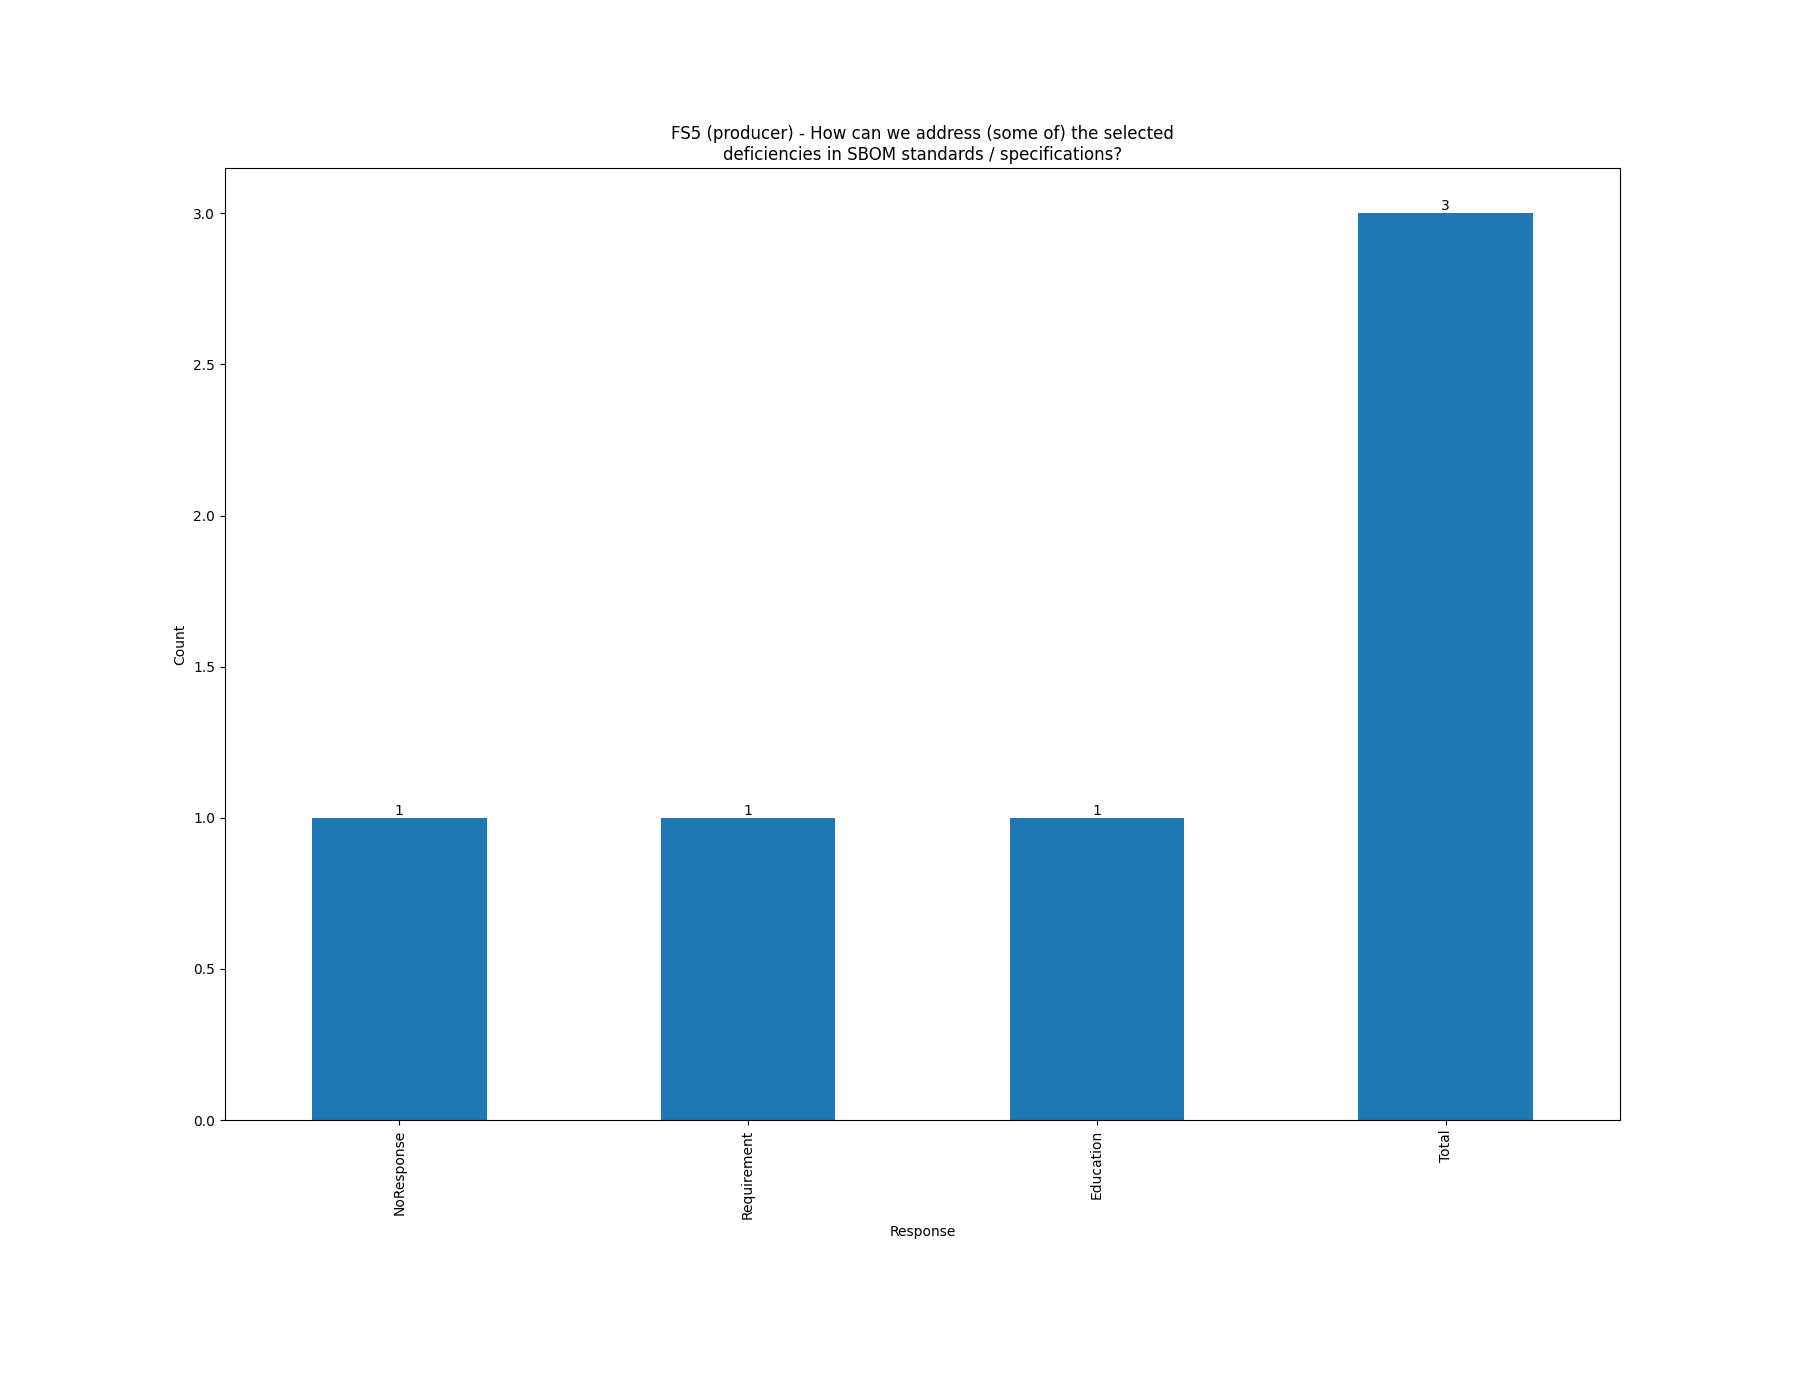 FS5 (producer) - How can we address (some of) the selected
deficiencies in SBOM standards / specifications?
3.0
2.5
2.0
1.5
1.0
0.5
0.0
Count
1
1
1
3
NoResponse
Requirement
Education
Total
Response